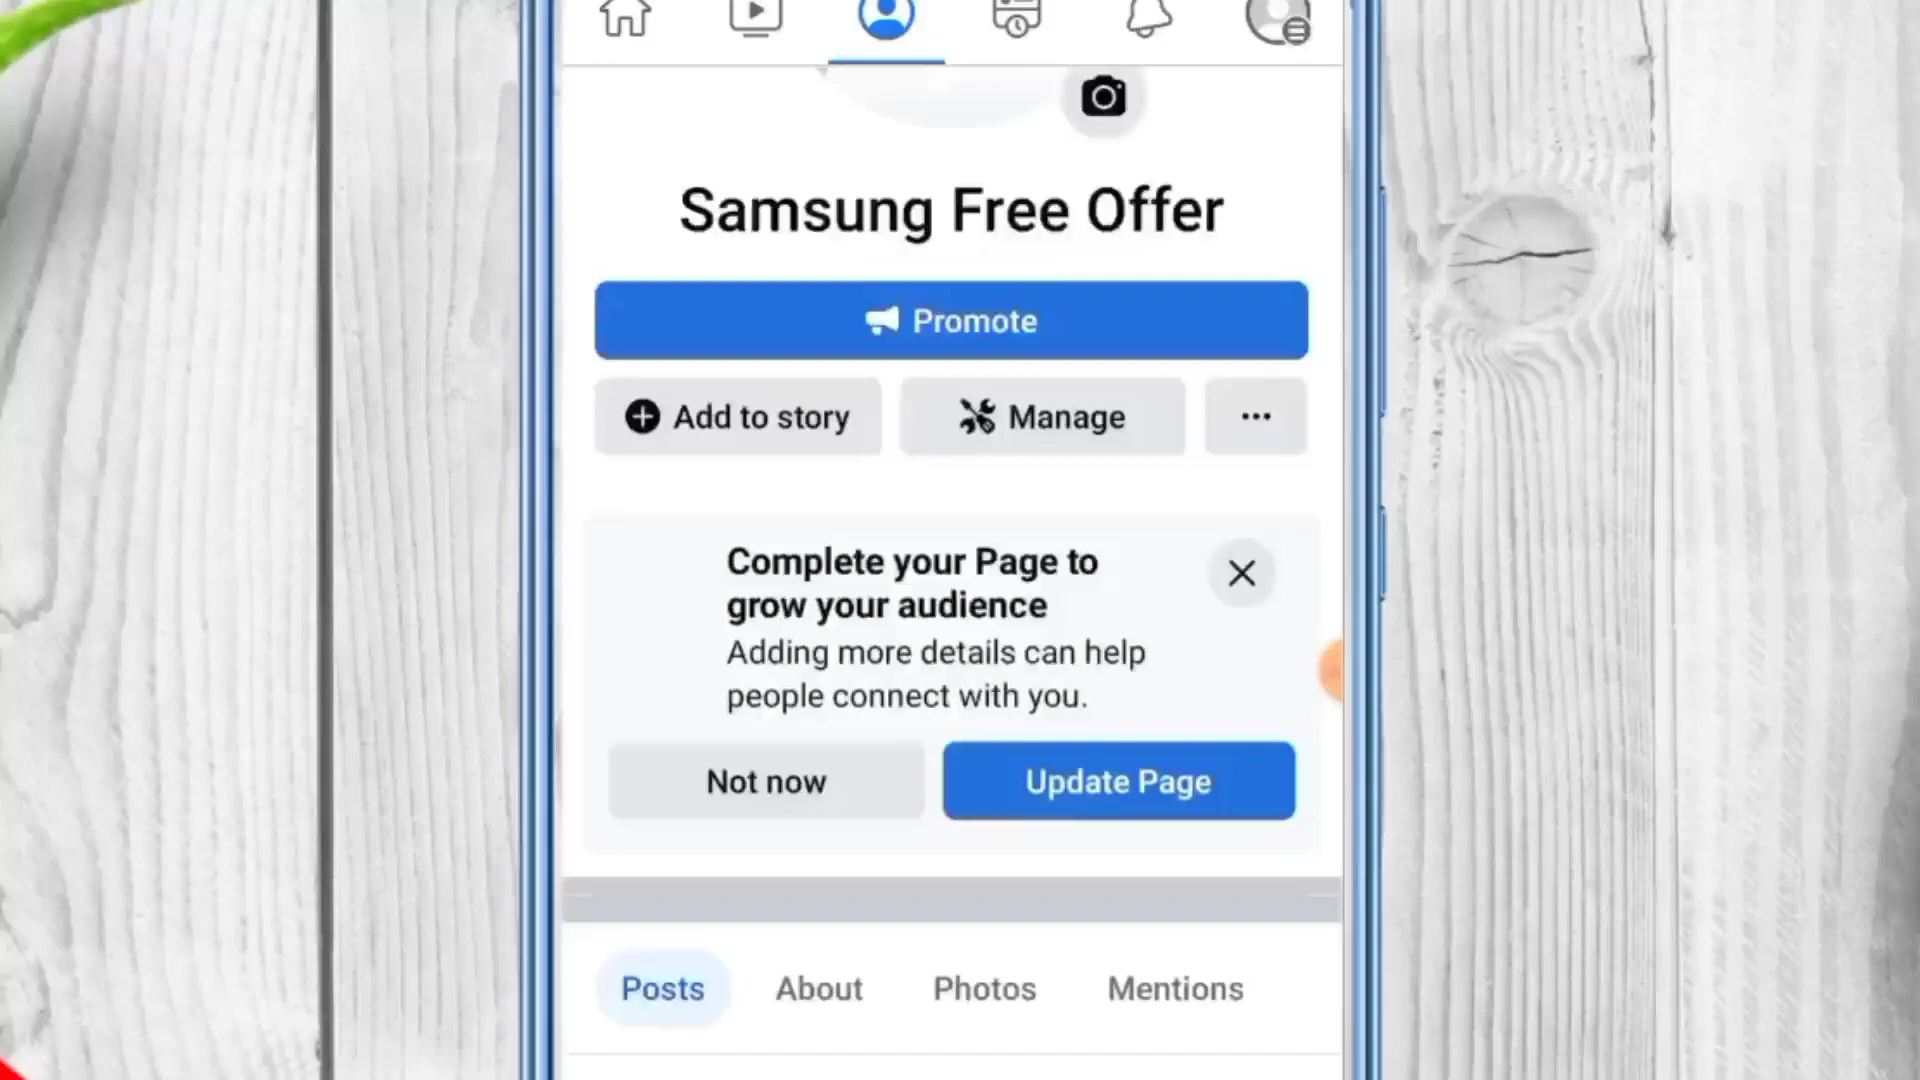 Samsung Free Offer
Promote
Add to story
Manage
Complete your Page to
grow your audience
Adding more details can help
people connect with you.
Not now
Update Page
Posts
About
Photos
Mentions